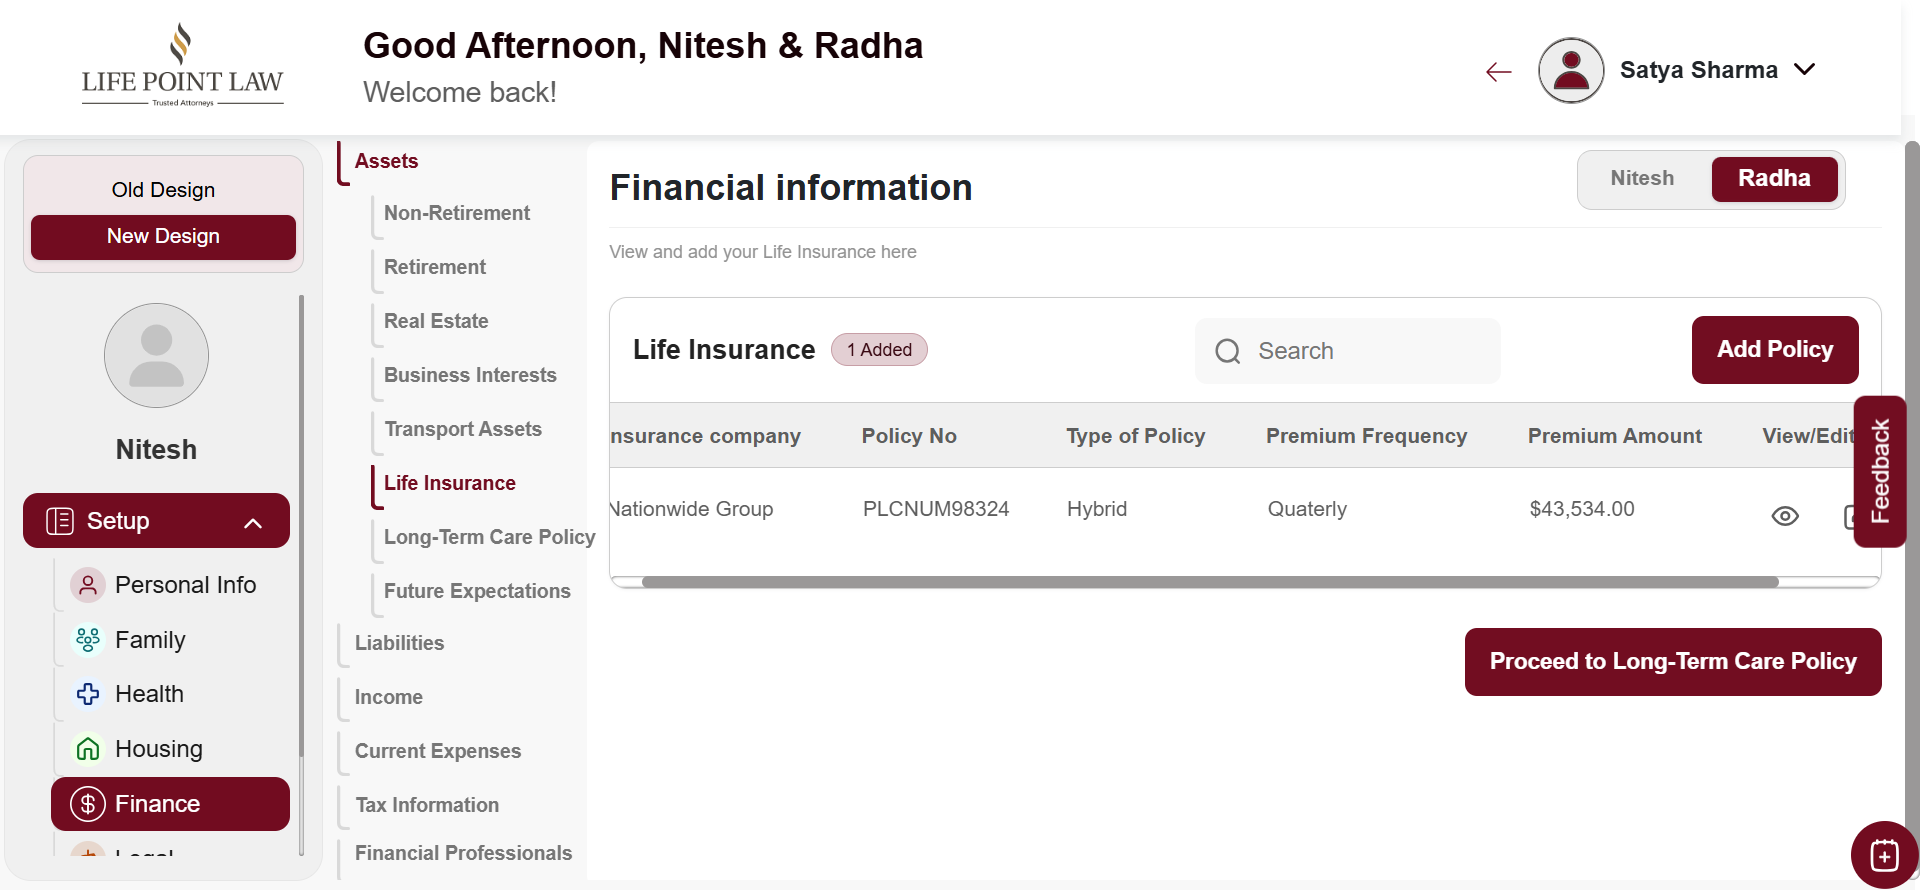 LIFE POINT LAW
Trusted Attorneys
Good Afternoon, Nitesh & Radha
Welcome back!
Satya Sharma
Old Design
New Design
Nitesh
Setup
Personal Info
Family
Health
Housing
Finance
Legal
Assets
Non-Retirement
Retirement
Real Estate
Business Interests
Transport Assets
Life Insurance
Long-Term Care Policy
Future Expectations
Liabilities
Income
Current Expenses
Tax Information
Financial Professionals
Financial information
Nitesh Radha
View and add your Life Insurance here
Life Insurance 1 Added Search Add Policy
nsurance company Policy No Type of Policy Premium Frequency Premium Amount View/Edit
Nationwide Group PLCNUM98324 Hybrid Quaterly $43,534.00
Proceed to Long-Term Care Policy
Feedback